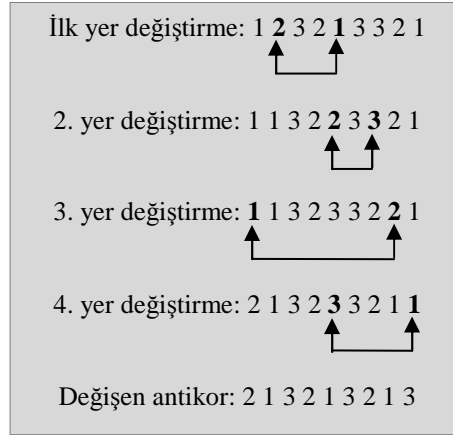 İlk yer değiştirme: 1 2 3 2 1 3 3 2 1
2. yer değiştirme: 1 1 3 2 2 3 3 2 1
3. yer değiştirme: 1 1 3 2 3 3 2 2 1
4. yer değiştirme: 2 1 3 2 3 3 2 1 1
Değişen antikor: 2 1 3 2 1 3 2 1 3